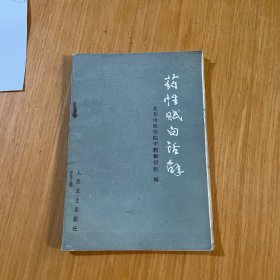 药性赋白话解
北京中医学院中药教研组 编
人民卫生出版社